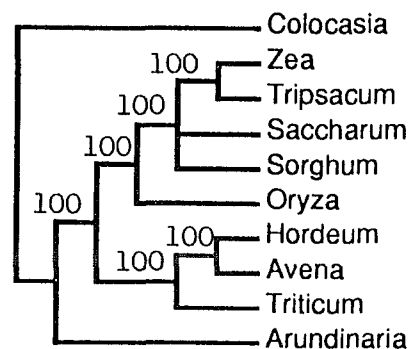 Colocasia
100 Zea
Tripsacum
100
Saccharum
100
Sorghum
100 Oryza
100 Hordeum
100
Avena
Triticum
Arundinaria